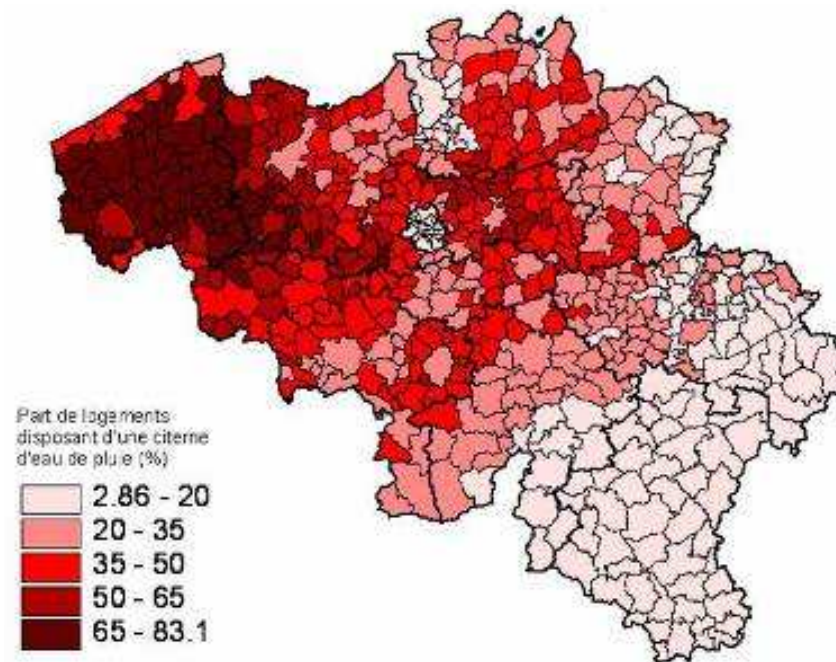 Part de logements
disposant d'une citerne
d'eau de pluie (%)
2.86 - 20
20 - 35
35 - 50
50 - 65
65 - 83.1